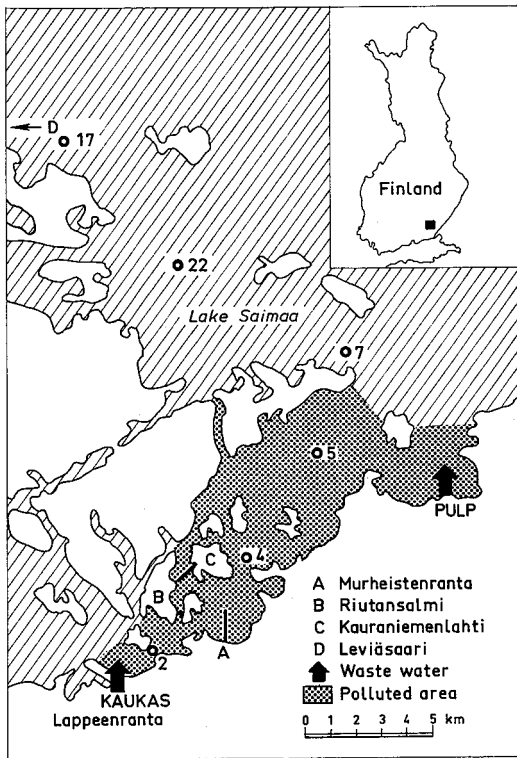 D
17
Finland
22
Lake Saimaa
7
5
PULP
4
C
B
2
A
KAUKAS
Lappeenranta
A Murheistenranta
B Riutansalmi
C Kauraniemenlahti
D Leviäsaari
Waste water
Polluted area
0 1 2 3 4 5 km